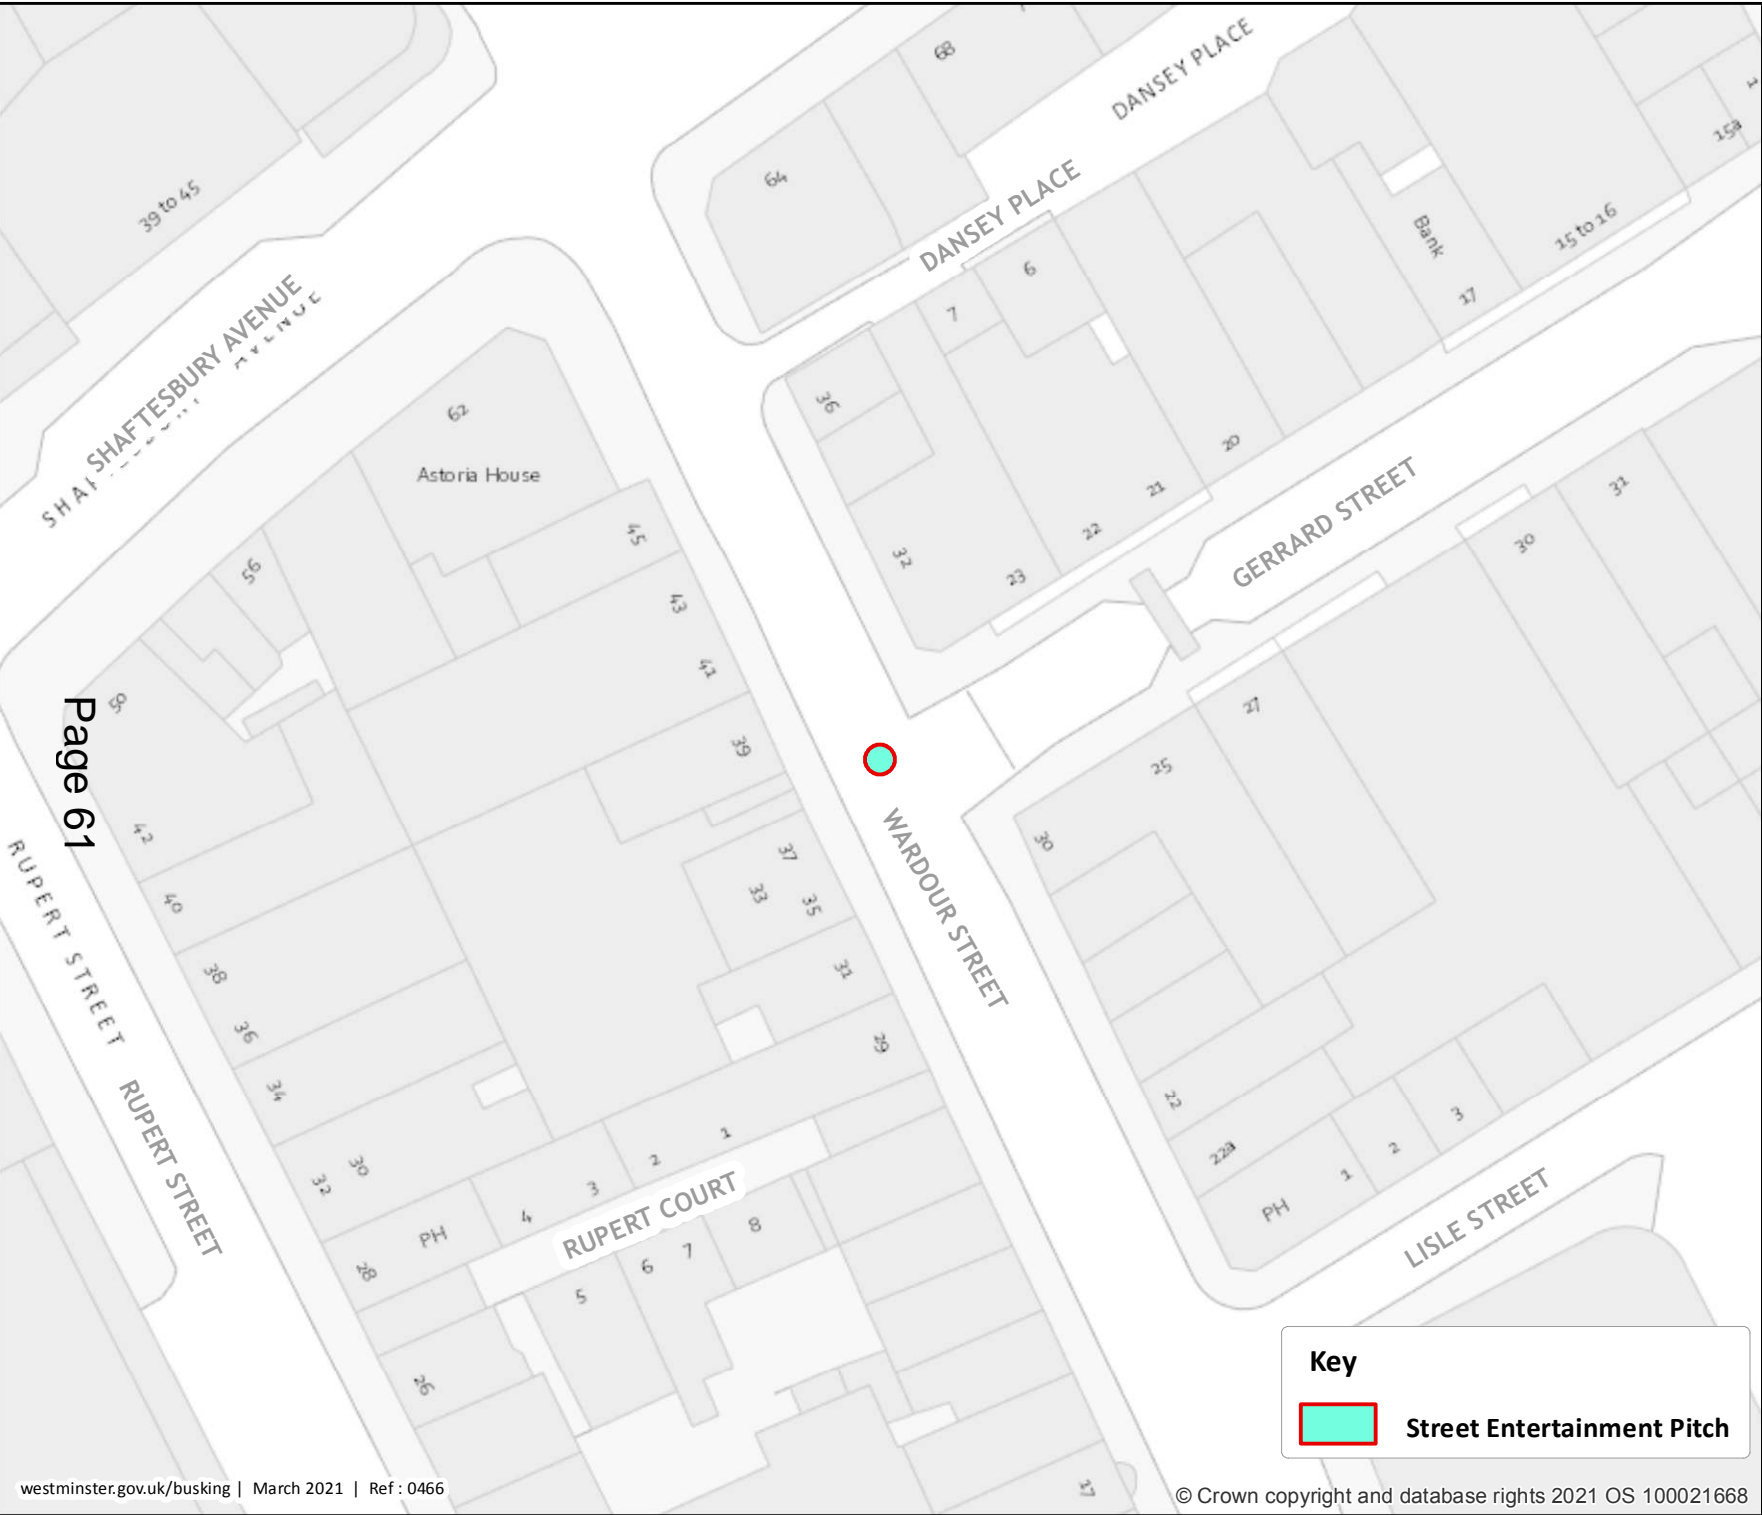 DANSEY PLACE
68
1
15a
64
DANSEY PLACE
39 to 45
6
Bank
15 to 16
17
7
SHAFTESBURY AVENUE
36
62
Astoria House
20
21
22
23
32
GERRARD STREET
31
30
45
56
43
41
39
50
Page 61
27
25
42
30
WARDOUR STREET
37
33
35
31
40
38
36
34
29
RUPERT STREET
RUPERT STREET
22
22a
3
2
1
PH
32
30
1
2
3
4
PH
28
RUPERT COURT
8
7
6
5
LISLE STREET
26
17
Key
Street Entertainment Pitch
westminster.gov.uk/busking | March 2021 | Ref : 0466
© Crown copyright and database rights 2021 OS 100021668